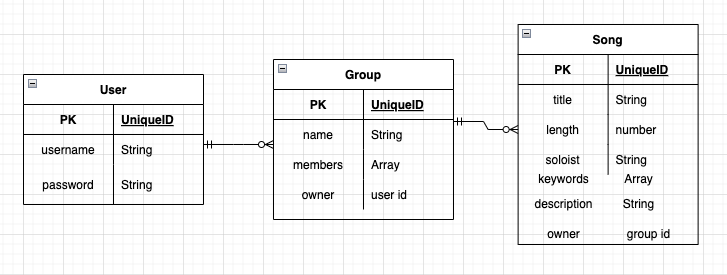 User
PK UniqueID
username String
password String
Group
PK UniqueID
name String
members Array
owner user id
Song
PK UniqueID
title String
length number
soloist String
keywords Array
description String
owner group id